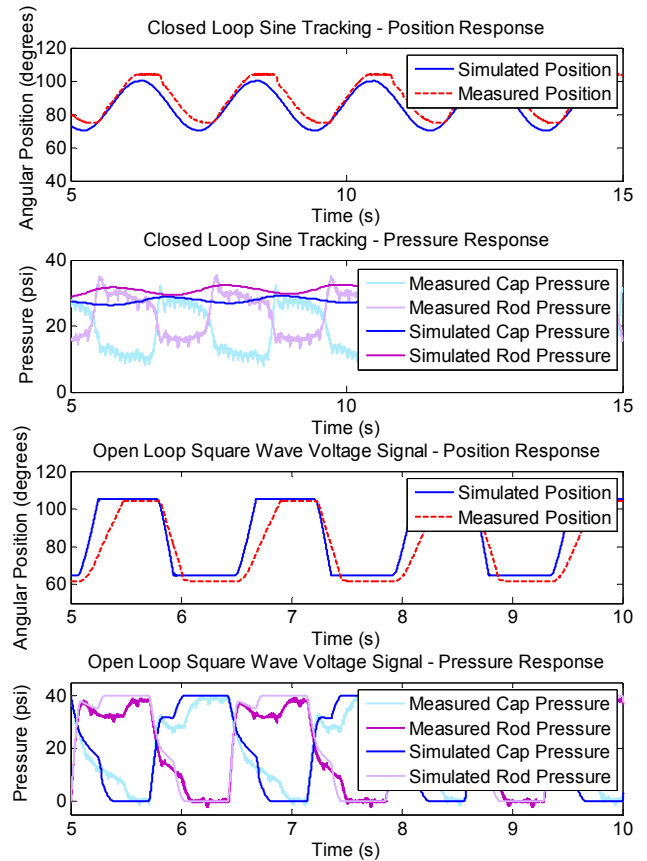 Closed Loop Sine Tracking - Position Response
Angular Position (degrees)
120
100
80
60
40
Simulated Position
Measured Position
5
10
15
Time (s)
Closed Loop Sine Tracking - Pressure Response
Pressure (psi)
40
20
0
Measured Cap Pressure
Measured Rod Pressure
Simulated Cap Pressure
Simulated Rod Pressure
5
10
15
Time (s)
Open Loop Square Wave Voltage Signal - Position Response
Angular Position (degrees)
120
100
80
60
Simulated Position
Measured Position
5
6
7
8
9
10
Time (s)
Open Loop Square Wave Voltage Signal - Pressure Response
Pressure (psi)
40
20
0
Measured Cap Pressure
Measured Rod Pressure
Simulated Cap Pressure
Simulated Rod Pressure
5
6
7
8
9
10
Time (s)